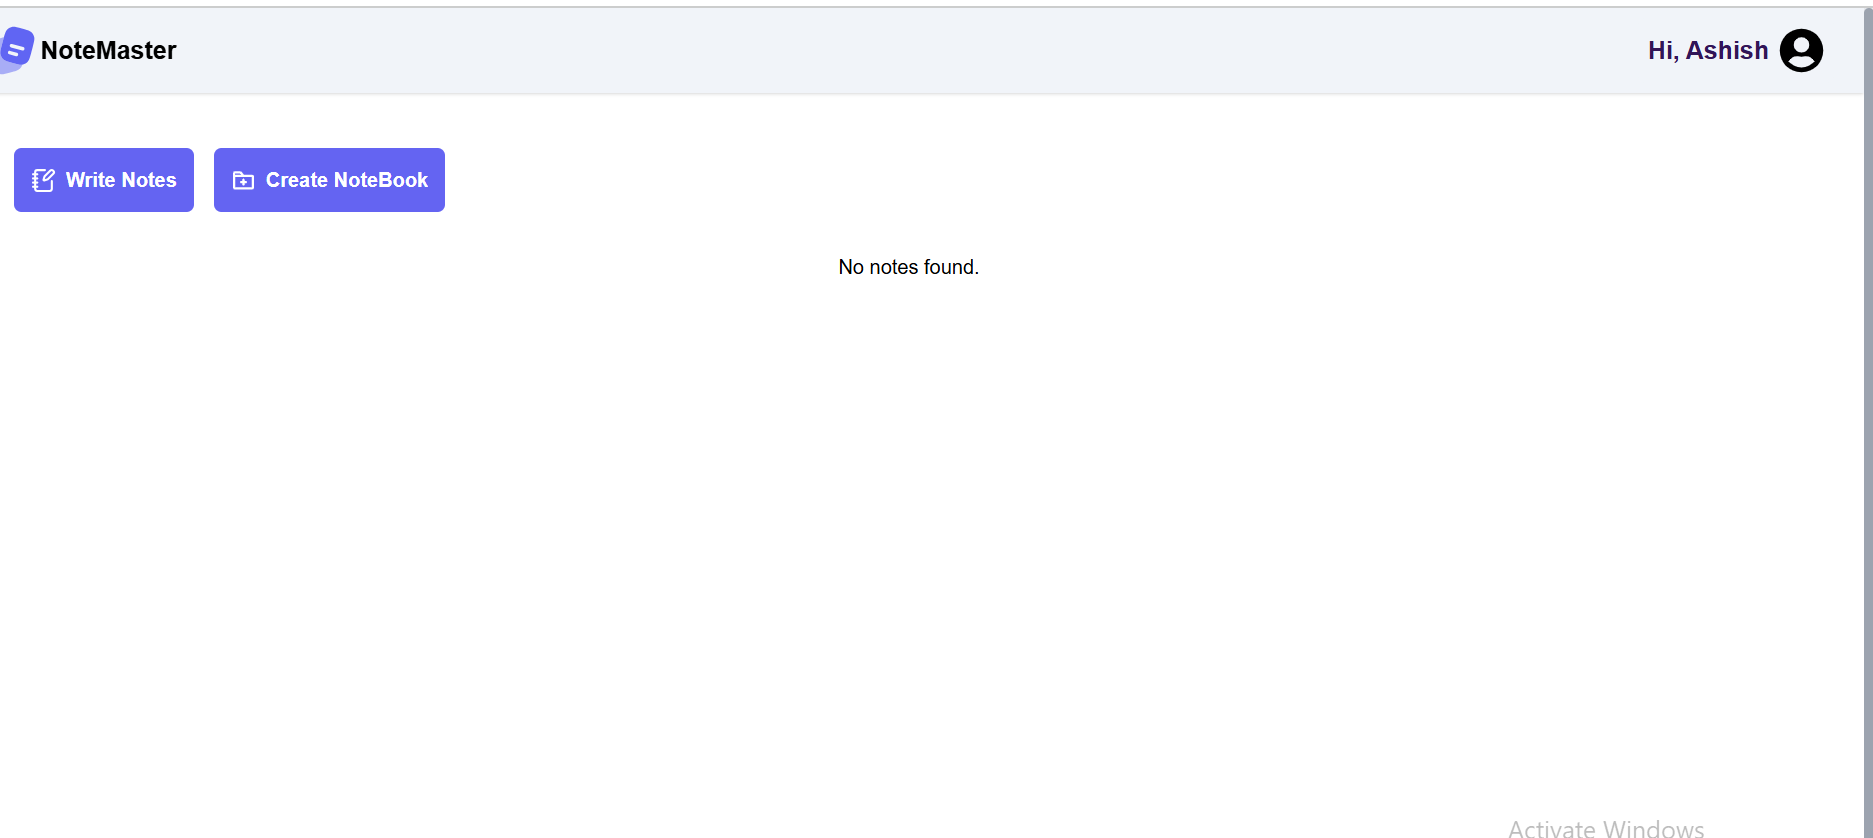 NoteMaster
Hi, Ashish
Write Notes
Create NoteBook
No notes found.
Activate Windows